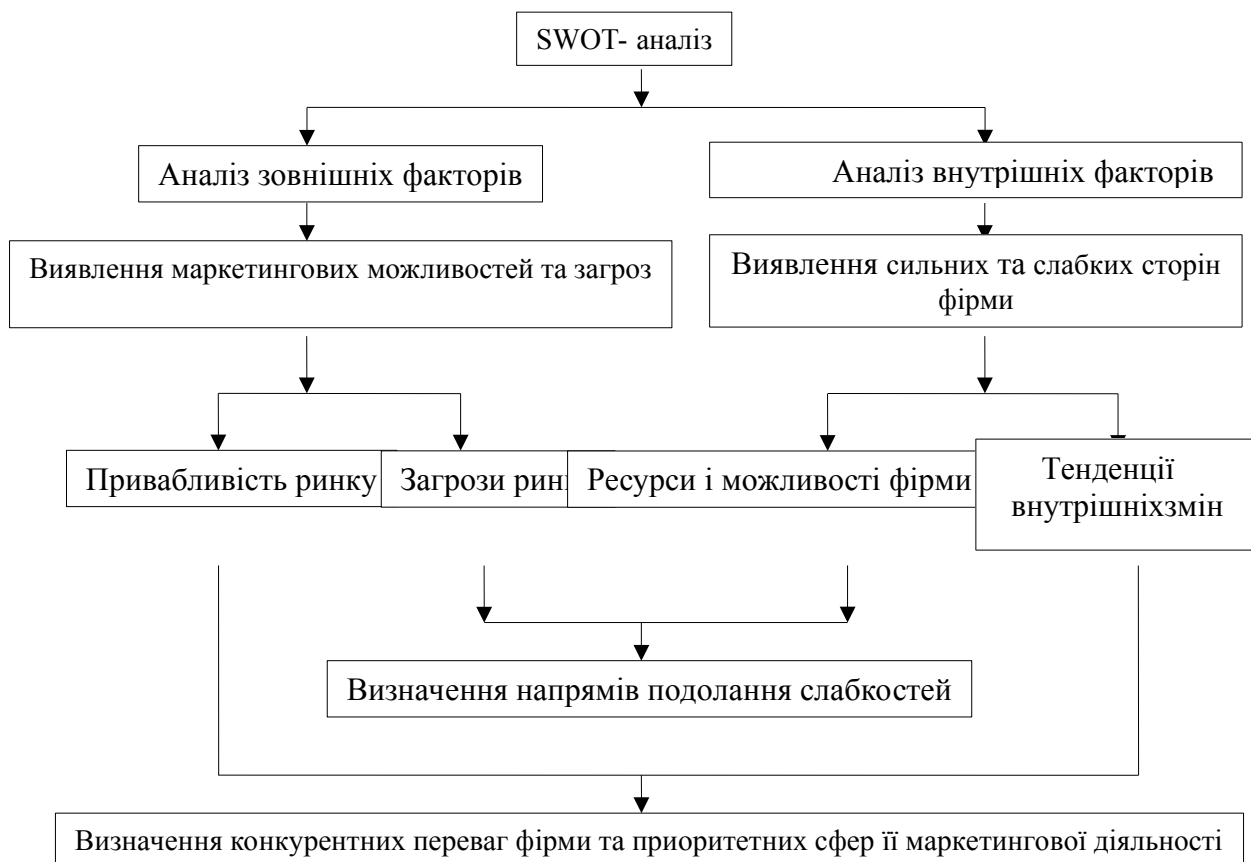 SWOT- аналіз
Аналіз зовнішніх факторів
Аналіз внутрішніх факторів
Виявлення маркетингових можливостей та загроз
Виявлення сильних та слабких сторін
фірми
Привабливість ринку
Загрози рин
Ресурси і можливості фірми
Тенденції
внутрішніхзмін
Визначення напрямів подолання слабкостей
Визначення конкурентних переваг фірми та приоритетних сфер її маркетингової діяльності